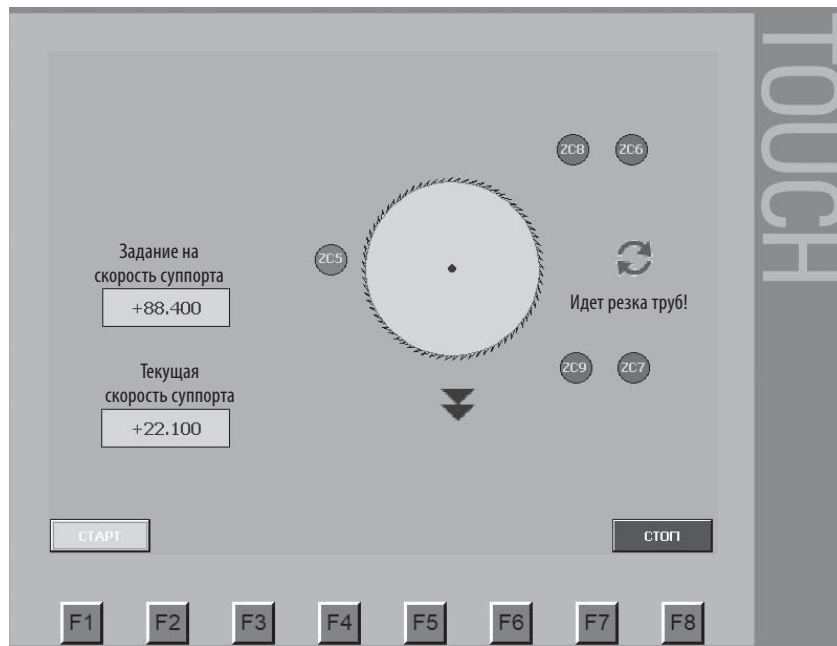 TOUCH
ZC8 ZC6
Задание на
скорость суппорта
+88.400
ZC5
Идет резка труб!
Текущая
скорость суппорта
+22.100
ZC9 ZC7
СТАРТ
СТОП
F1 F2 F3 F4 F5 F6 F7 F8